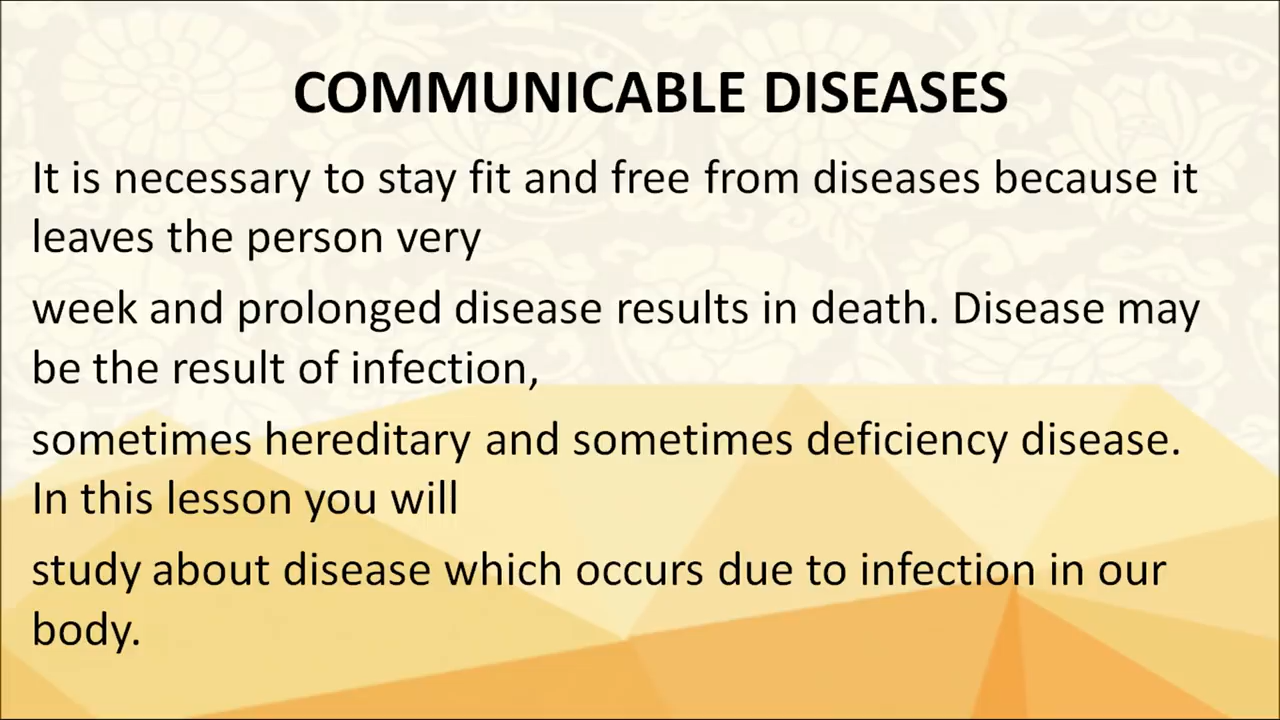 COMMUNICABLE DISEASES
It is necessary to stay fit and free from diseases because it
leaves the person very
week and prolonged disease results in death. Disease may
be the result of infection,
sometimes hereditary and sometimes deficiency disease.
In this lesson you will
study about disease which occurs due to infection in our
body.